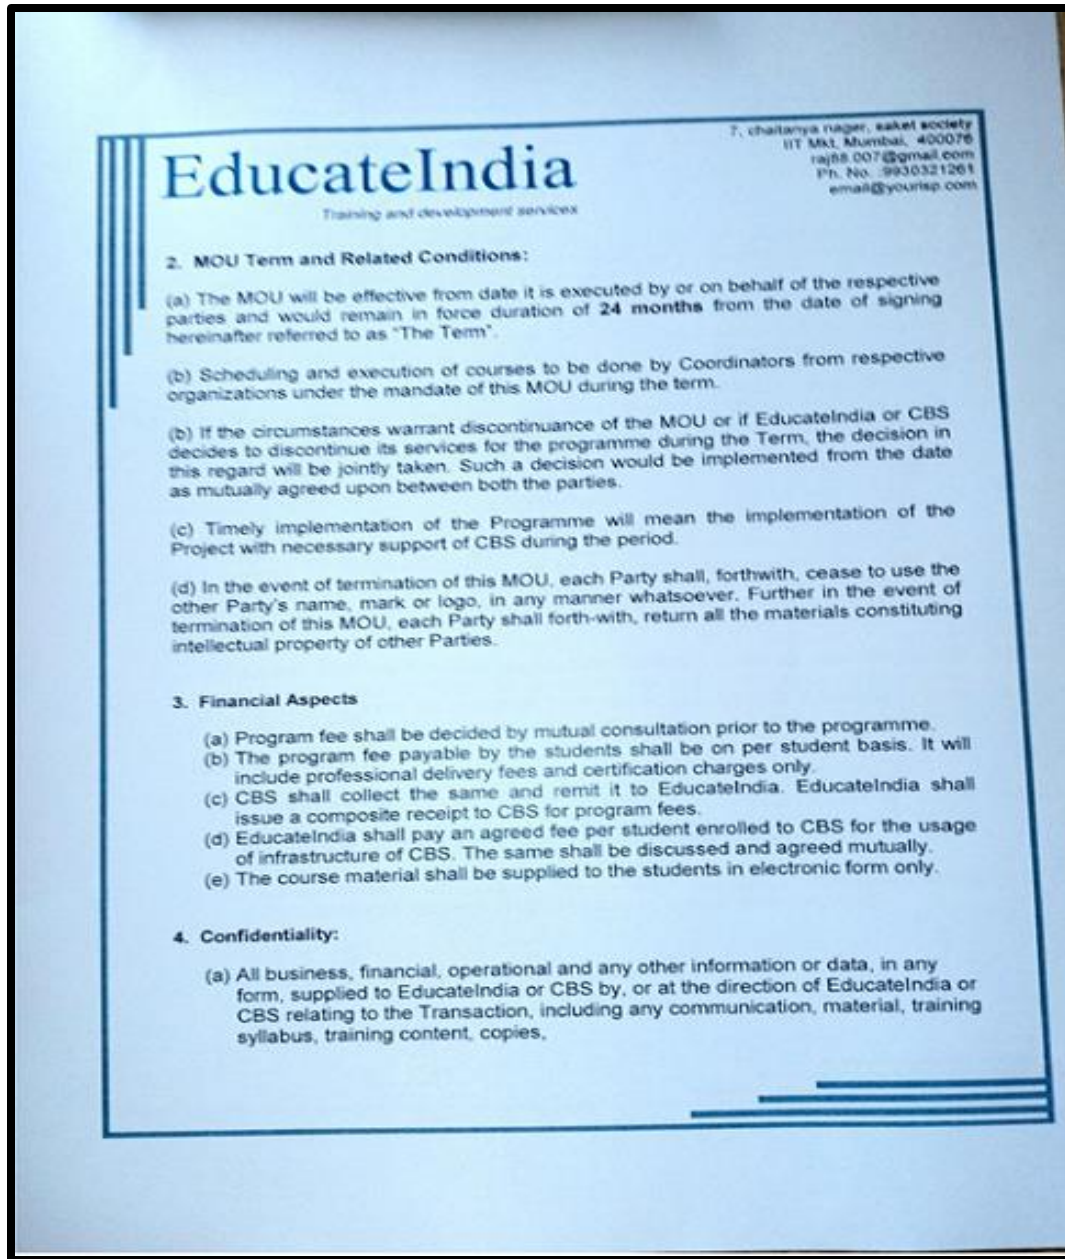 EducateIndia
Training and development services
7, chaitanya nager, saket society
IIT Mkt, Mumbai, 400076
raj88.007@gmail.com
Ph. No. :9930321261
email@yourisp.com
2. MOU Term and Related Conditions:
(a) The MOU will be effective from date it is executed by or on behalf of the respective
parties and would remain in force duration of 24 months from the date of signing
hereinafter referred to as "The Term".
(b) Scheduling and execution of courses to be done by Coordinators from respective
organizations under the mandate of this MOU during the term.
(b) If the circumstances warrant discontinuance of the MOU or if EducateIndia or CBS
decides to discontinue its services for the programme during the Term, the decision in
this regard will be jointly taken. Such a decision would be implemented from the date
as mutually agreed upon between both the parties.
(c) Timely implementation of the Programme will mean the implementation of the
Project with necessary support of CBS during the period.
(d) In the event of termination of this MOU, each Party shall, forthwith, cease to use the
other Party's name, mark or logo, in any manner whatsoever. Further in the event of
termination of this MOU, each Party shall forth-with, return all the materials constituting
intellectual property of other Parties.
3. Financial Aspects
(a) Program fee shall be decided by mutual consultation prior to the programme.
(b) The program fee payable by the students shall be on per student basis. It will
include professional delivery fees and certification charges only.
(c) CBS shall collect the same and remit it to EducateIndia. EducateIndia shall
issue a composite receipt to CBS for program fees.
(d) EducateIndia shall pay an agreed fee per student enrolled to CBS for the usage
of infrastructure of CBS. The same shall be discussed and agreed mutually.
(e) The course material shall be supplied to the students in electronic form only.
4. Confidentiality:
(a) All business, financial, operational and any other information or data, in any
form, supplied to EducateIndia or CBS by, or at the direction of EducateIndia or
CBS relating to the Transaction, including any communication, material, training
syllabus, training content, copies,